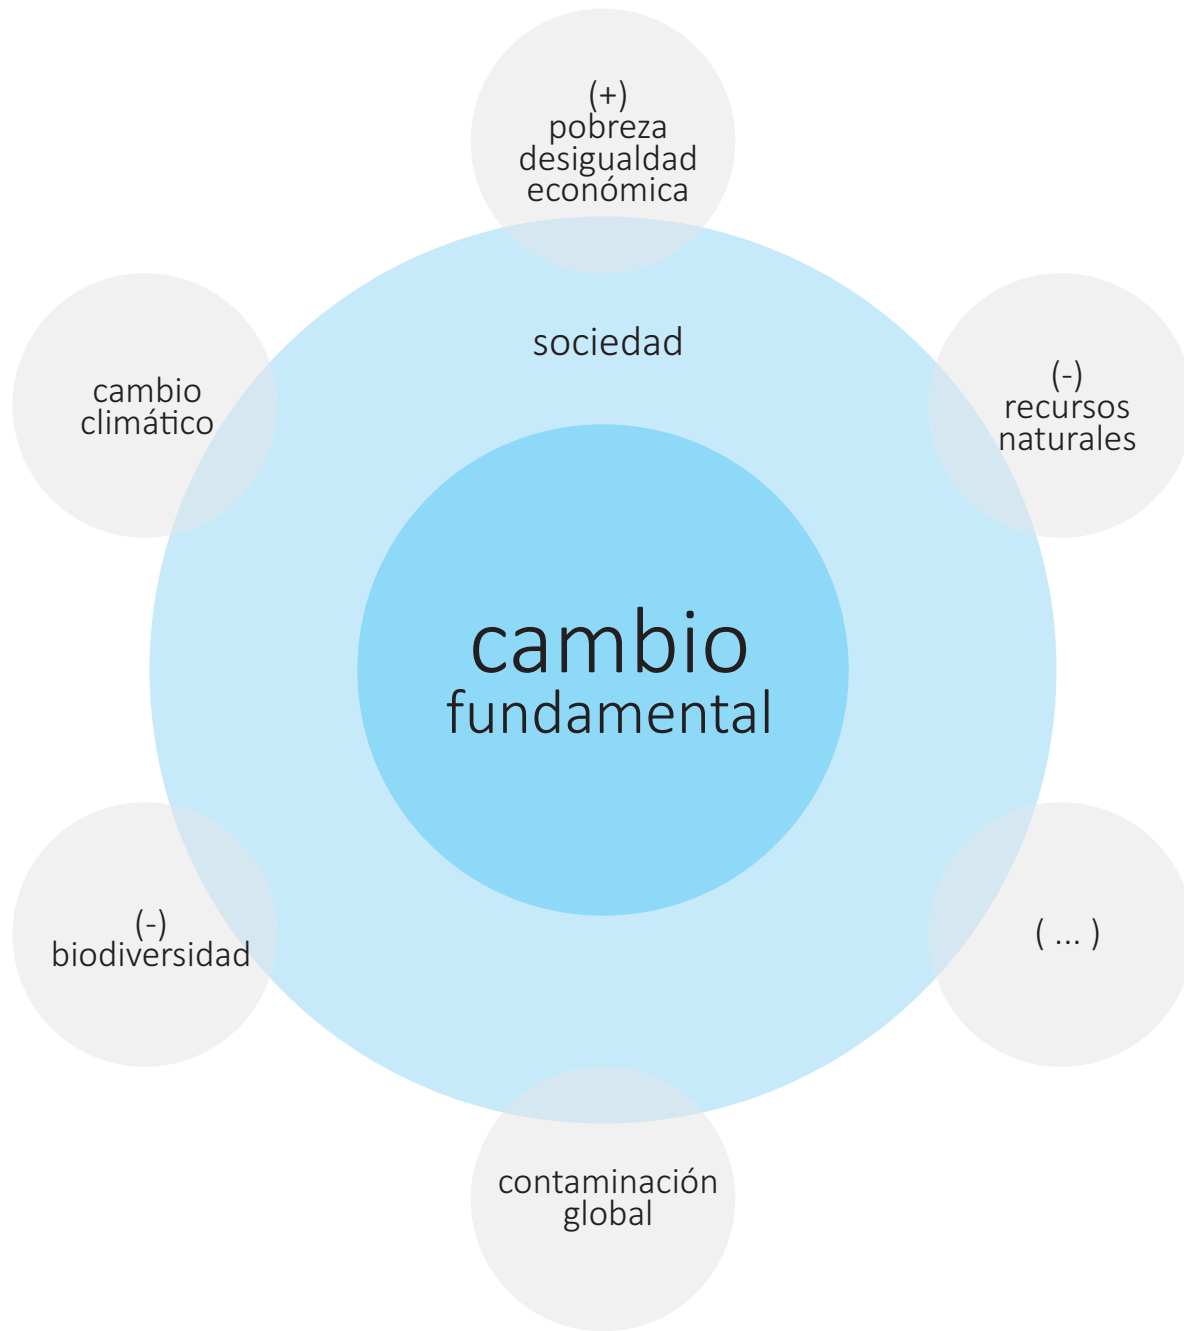 (+)
pobreza
desigualdad
económica
sociedad
cambio
climático
(-)
recursos
naturales
cambio
fundamental
(-)
biodiversidad
( ... )
contaminación
global